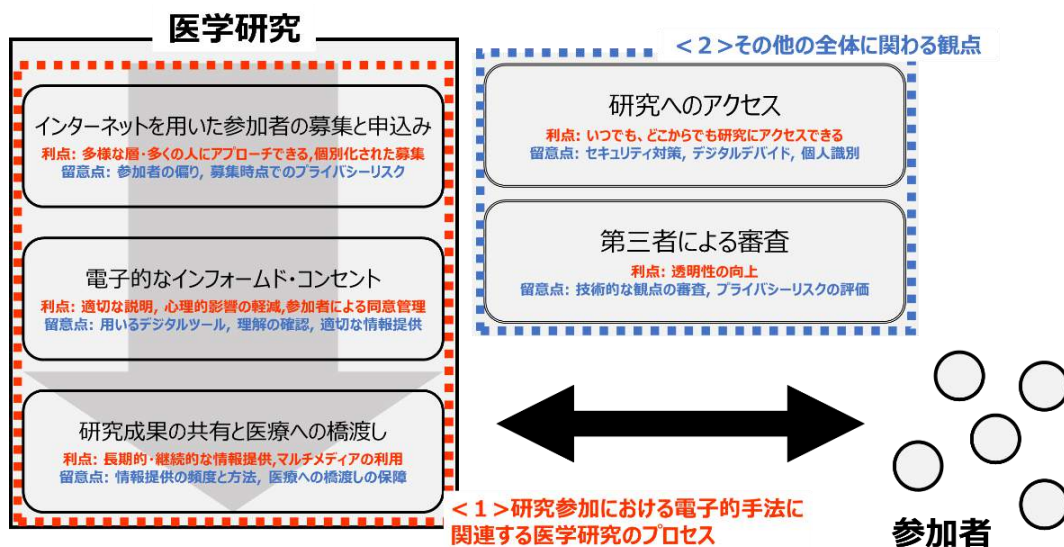 医学研究
インターネットを用いた参加者の募集と申込み
利点: 多様な層・多くの人にアプローチできる,個別化された募集
留意点: 参加者の偏り, 募集時点でのプライバシーリスク
電子的なインフォームド・コンセント
利点: 適切な説明, 心理的影響の軽減,参加者による同意管理
留意点: 用いるデジタルツール, 理解の確認, 適切な情報提供
研究成果の共有と医療への橋渡し
利点: 長期的・継続的な情報提供,マルチメディアの利用
留意点: 情報提供の頻度と方法, 医療への橋渡しの保障
<1>研究参加における電子的手法に
関連する医学研究のプロセス
<2>その他の全体に関わる観点
研究へのアクセス
利点: いつでも、どこからでも研究にアクセスできる
留意点: セキュリティ対策, デジタルデバイド, 個人識別
第三者による審査
利点: 透明性の向上
留意点: 技術的な観点の審査, プライバシーリスクの評価
参加者